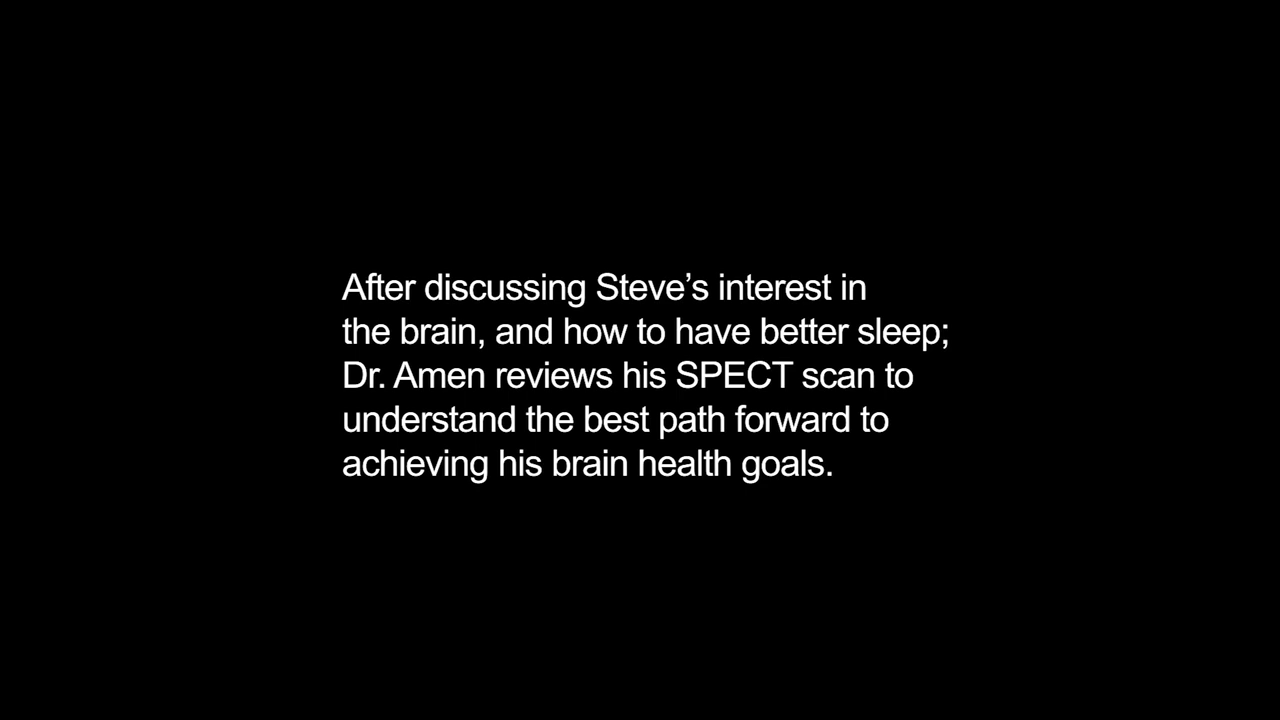 After discussing Steve’s interest in
the brain, and how to have better sleep;
Dr. Amen reviews his SPECT scan to
understand the best path forward to
achieving his brain health goals.